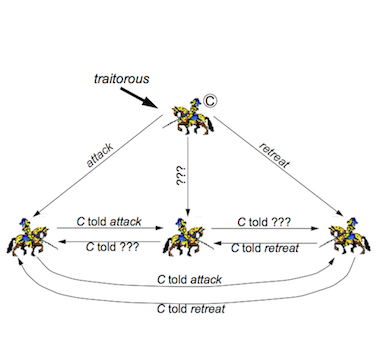 traitorous
C
attack
???
retreat
C told attack
C told ???
C told ???
C told retreat
C told attack
C told retreat